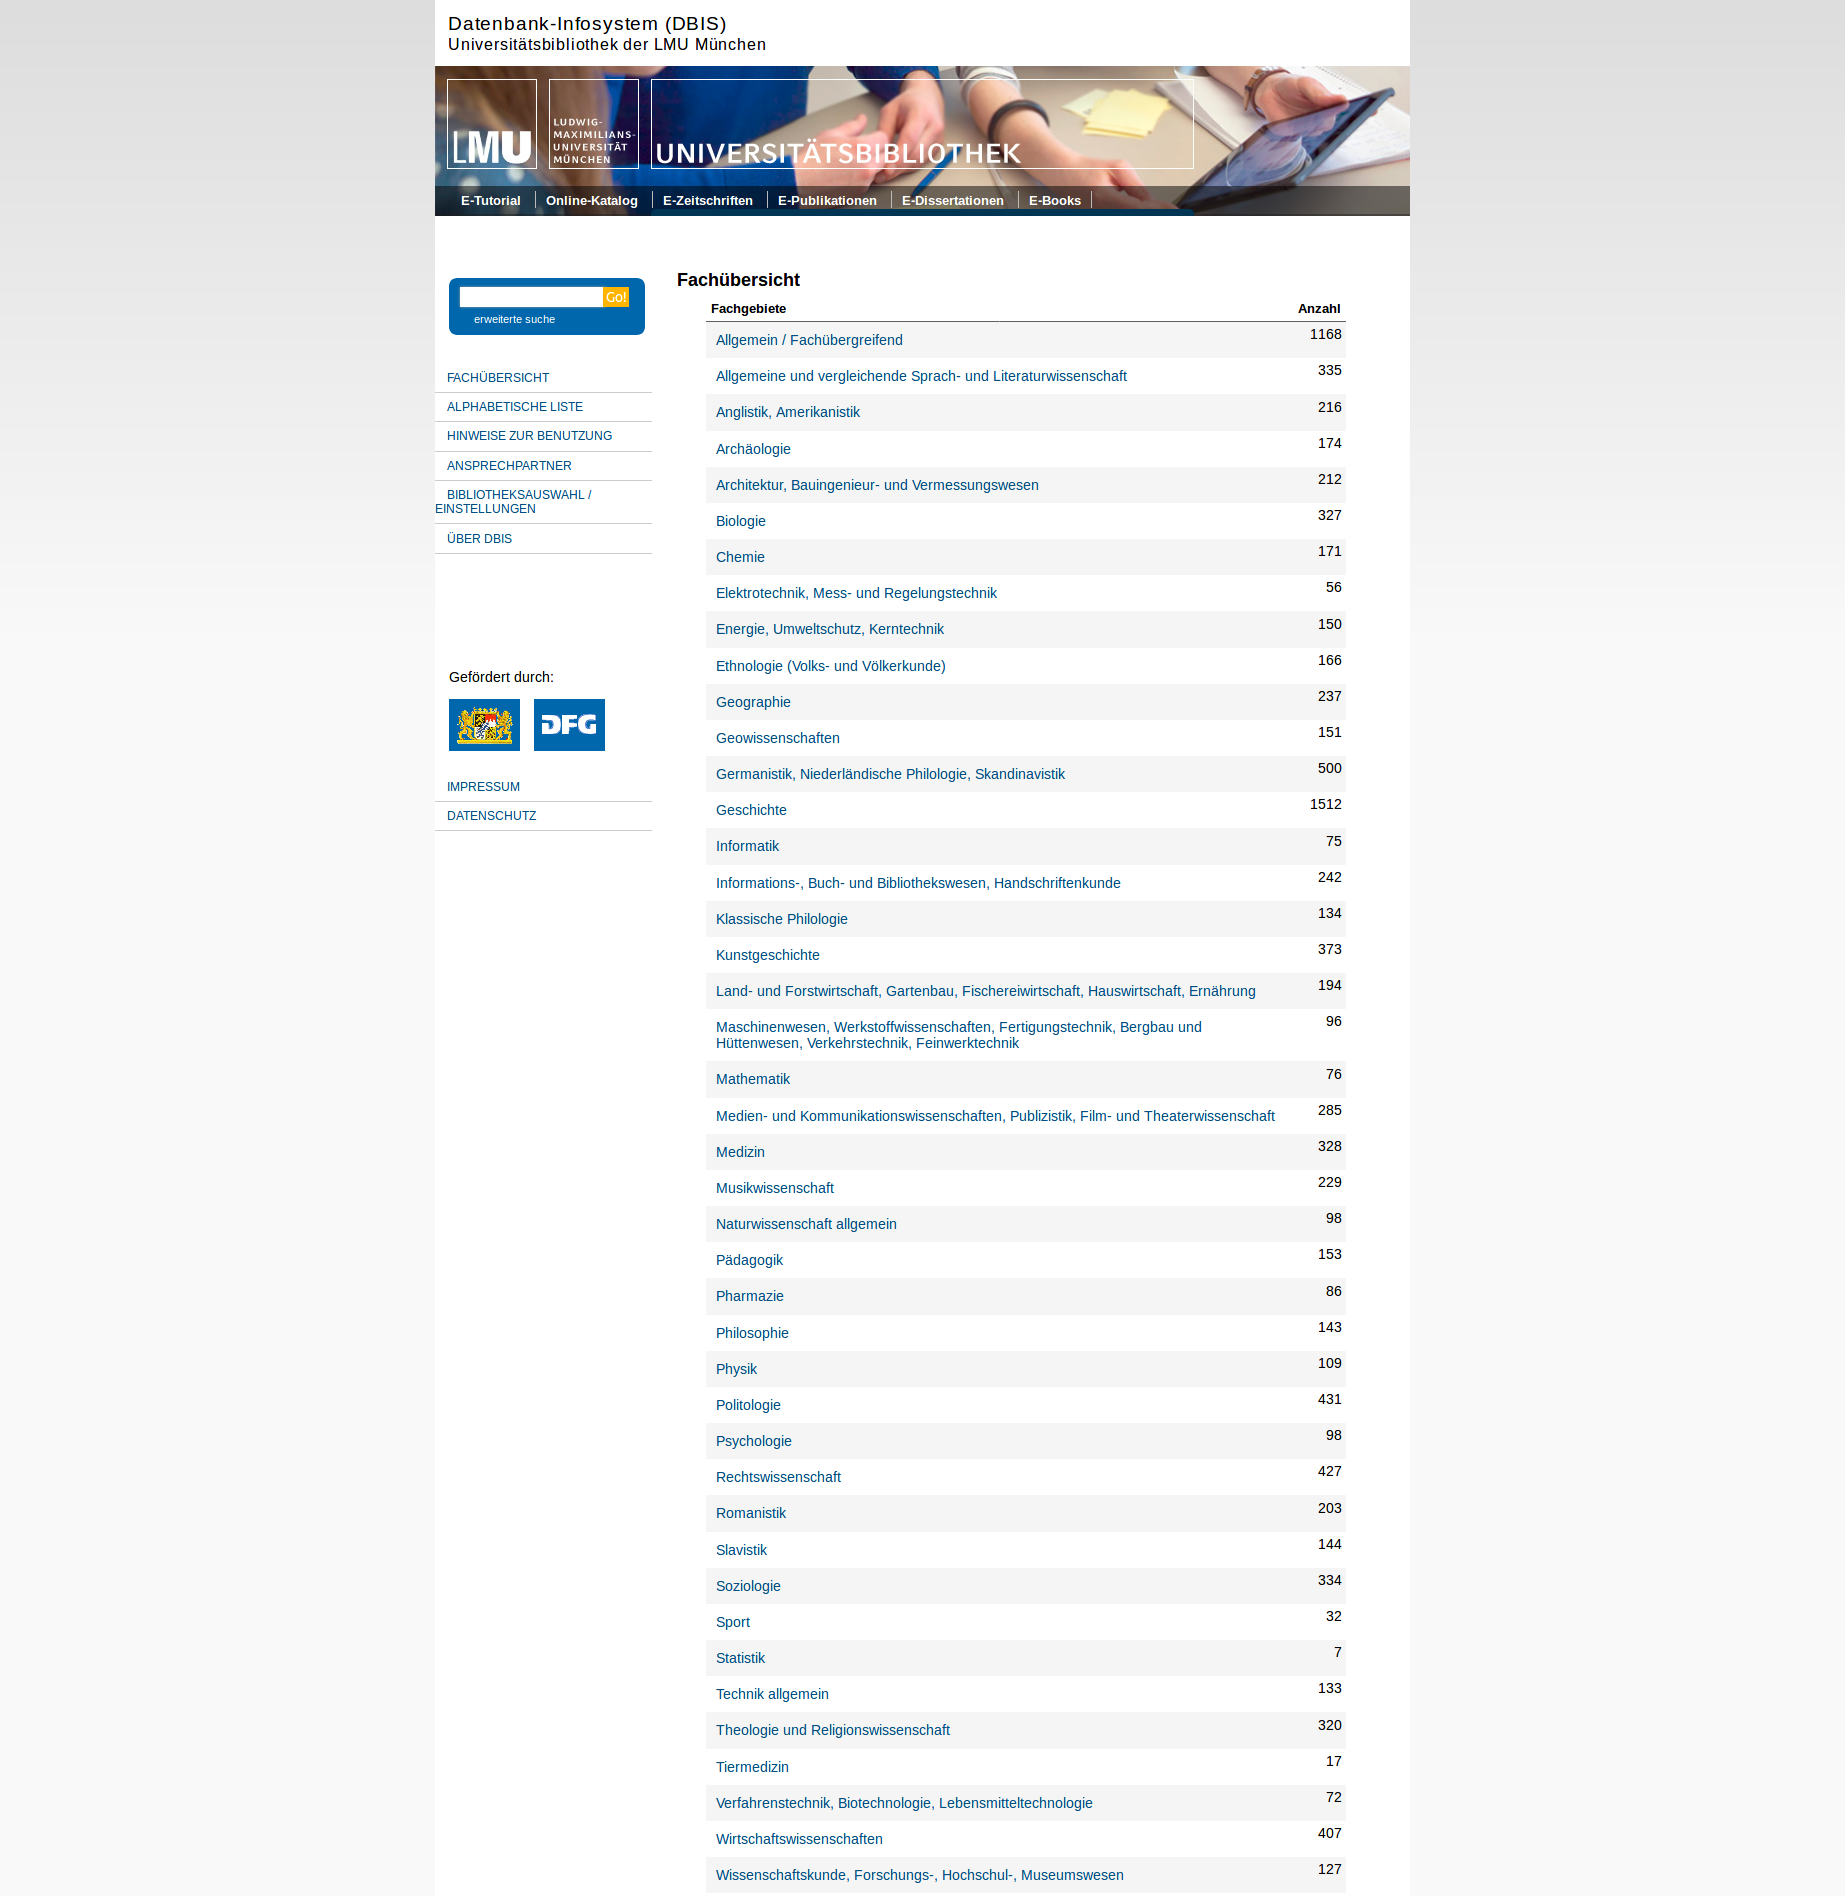 Datenbank-Infosystem (DBIS)
Universitätsbibliothek der LMU München
LMU
LUDWIG-
MAXIMILIANS-
UNIVERSITÄT
MÜNCHEN
UNIVERSITÄTSBIBLIOTHEK
E-Tutorial
Online-Katalog
E-Zeitschriften
E-Publikationen
E-Dissertationen
E-Books
Go!
erweiterte suche
FACHÜBERSICHT
ALPHABETISCHE LISTE
HINWEISE ZUR BENUTZUNG
ANSPRECHPARTNER
BIBLIOTHEKSAUSWAHL /
EINSTELLUNGEN
ÜBER DBIS
Gefördert durch:
DFG
IMPRESSUM
DATENSCHUTZ
Fachübersicht
Fachgebiete Anzahl
Allgemein / Fachübergreifend 1168
Allgemeine und vergleichende Sprach- und Literaturwissenschaft 335
Anglistik, Amerikanistik 216
Archäologie 174
Architektur, Bauingenieur- und Vermessungswesen 212
Biologie 327
Chemie 171
Elektrotechnik, Mess- und Regelungstechnik 56
Energie, Umweltschutz, Kerntechnik 150
Ethnologie (Volks- und Völkerkunde) 166
Geographie 237
Geowissenschaften 151
Germanistik, Niederländische Philologie, Skandinavistik 500
Geschichte 1512
Informatik 75
Informations-, Buch- und Bibliothekswesen, Handschriftenkunde 242
Klassische Philologie 134
Kunstgeschichte 373
Land- und Forstwirtschaft, Gartenbau, Fischereiwirtschaft, Hauswirtschaft, Ernährung 194
Maschinenwesen, Werkstoffwissenschaften, Fertigungstechnik, Bergbau und 96
Hüttenwesen, Verkehrstechnik, Feinwerktechnik
Mathematik 76
Medien- und Kommunikationswissenschaften, Publizistik, Film- und Theaterwissenschaft 285
Medizin 328
Musikwissenschaft 229
Naturwissenschaft allgemein 98
Pädagogik 153
Pharmazie 86
Philosophie 143
Physik 109
Politologie 431
Psychologie 98
Rechtswissenschaft 427
Romanistik 203
Slavistik 144
Soziologie 334
Sport 32
Statistik 7
Technik allgemein 133
Theologie und Religionswissenschaft 320
Tiermedizin 17
Verfahrenstechnik, Biotechnologie, Lebensmitteltechnologie 72
Wirtschaftswissenschaften 407
Wissenschaftskunde, Forschungs-, Hochschul-, Museumswesen 127